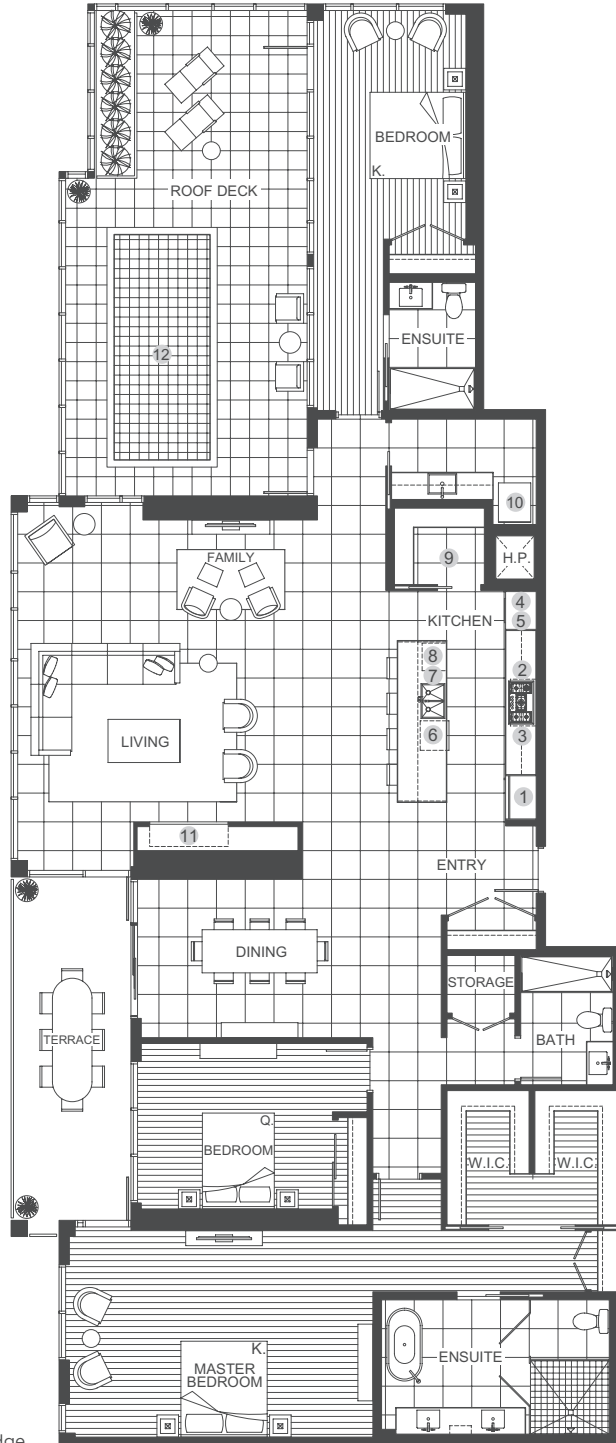 BEDROOM
K.
ROOF DECK
ENSUITE
12
10
FAMILY
9
H.P.
KITCHEN
4
5
8
7
2
6
3
LIVING
1
11
ENTRY
DINING
STORAGE
TERRACE
BATH
Q.
BEDROOM
W.I.C.
W.I.C.
K.
MASTER
BEDROOM
ENSUITE